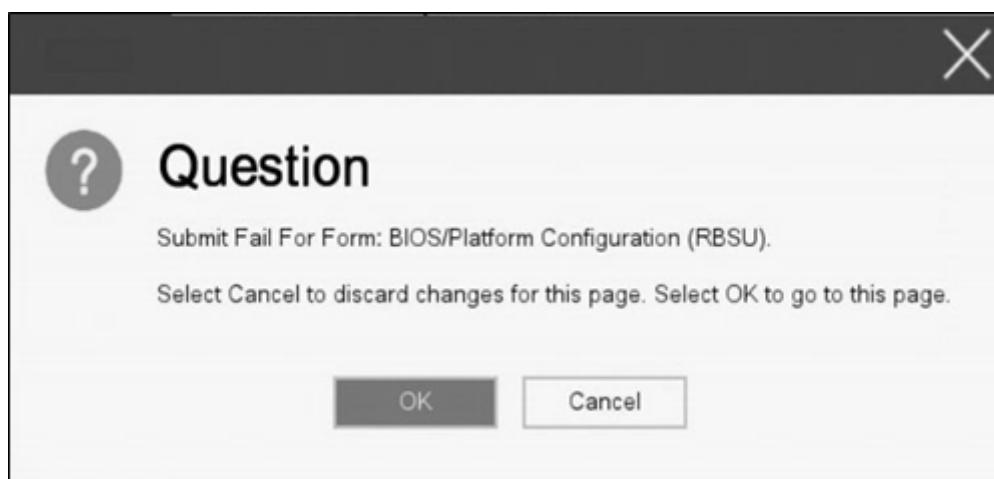 ?
Question
Submit Fail For Form: BIOS/Platform Configuration (RBSU).
Select Cancel to discard changes for this page. Select OK to go to this page.
OK
Cancel